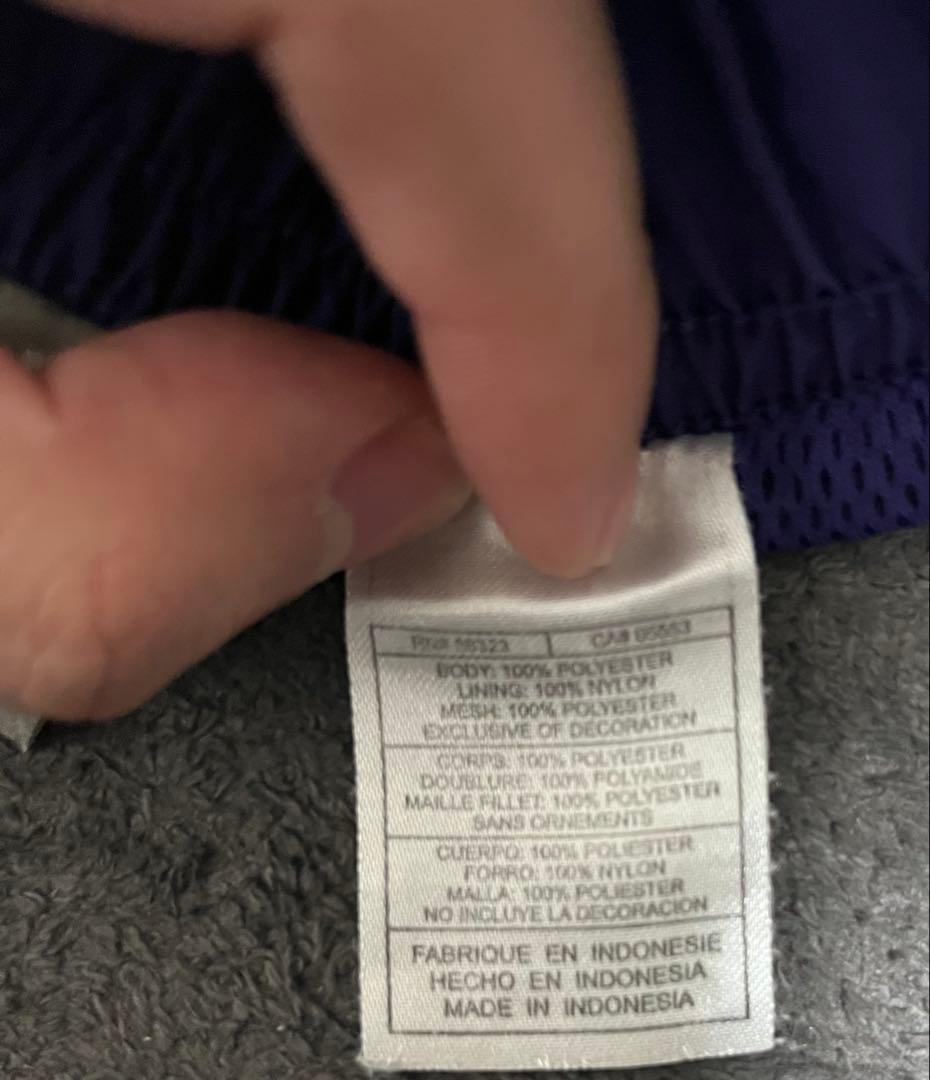 RN# 56323 CA# 05553
BODY: 100% POLYESTER
LINING: 100% NYLON
MESH: 100% POLYESTER
EXCLUSIVE OF DECORATION
CORPS: 100% POLYESTER
DOUBLURE: 100% POLYAMIDE
MAILLE FILLET: 100% POLYESTER
SANS ORNEMENTS
CUERPO: 100% POLIESTER
FORRO: 100% NYLON
MALLA: 100% POLIESTER
NO INCLUYE LA DECORACION
FABRIQUE EN INDONESIE
HECHO EN INDONESIA
MADE IN INDONESIA